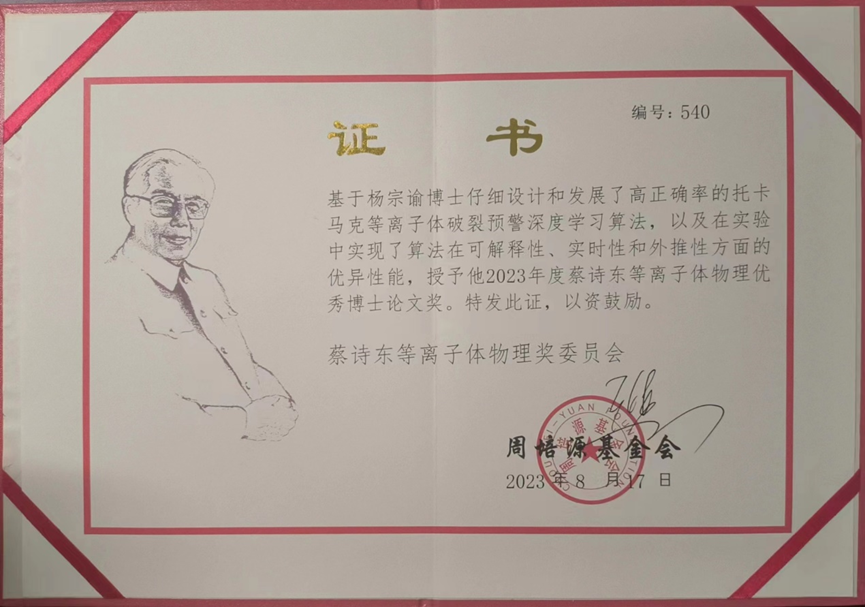 编号：540
证 书
基于杨宗谕博士仔细设计和发展了高正确率的托卡
马克等离子体破裂预警深度学习算法，以及在实验
中实现了算法在可解释性、实时性和外推性方面的
优异性能，授予他2023年度蔡诗东等离子体物理优
秀博士论文奖。特发此证，以资鼓励。
蔡诗东等离子体物理奖委员会
周培源基金会
2023年8月17日